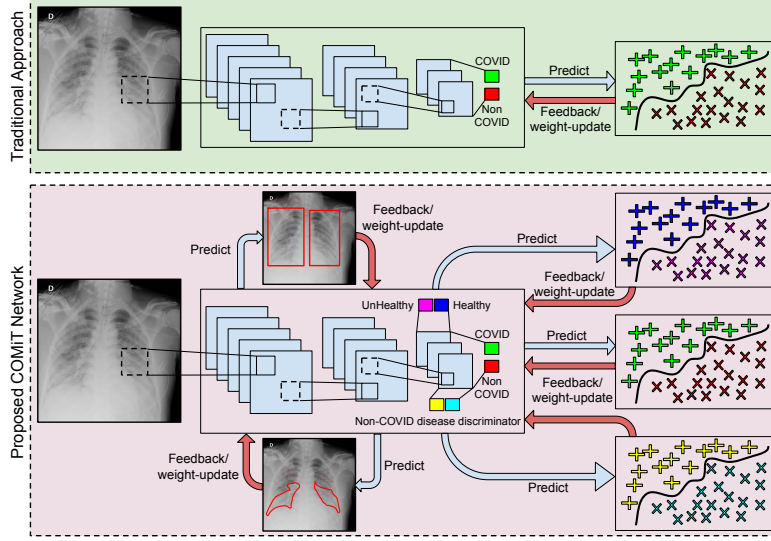 Traditional Approach
D
COVID
Non
COVID
Predict
Feedback/
weight-update
Proposed COMiT Network
D
Predict
D
Feedback/
weight-update
UnHealthy
Healthy
Predict
Feedback/
weight-update
COVID
Non
COVID
Predict
Feedback/
weight-update
Non-COVID disease discriminator
Feedback/
weight-update
D
Predict
Predict